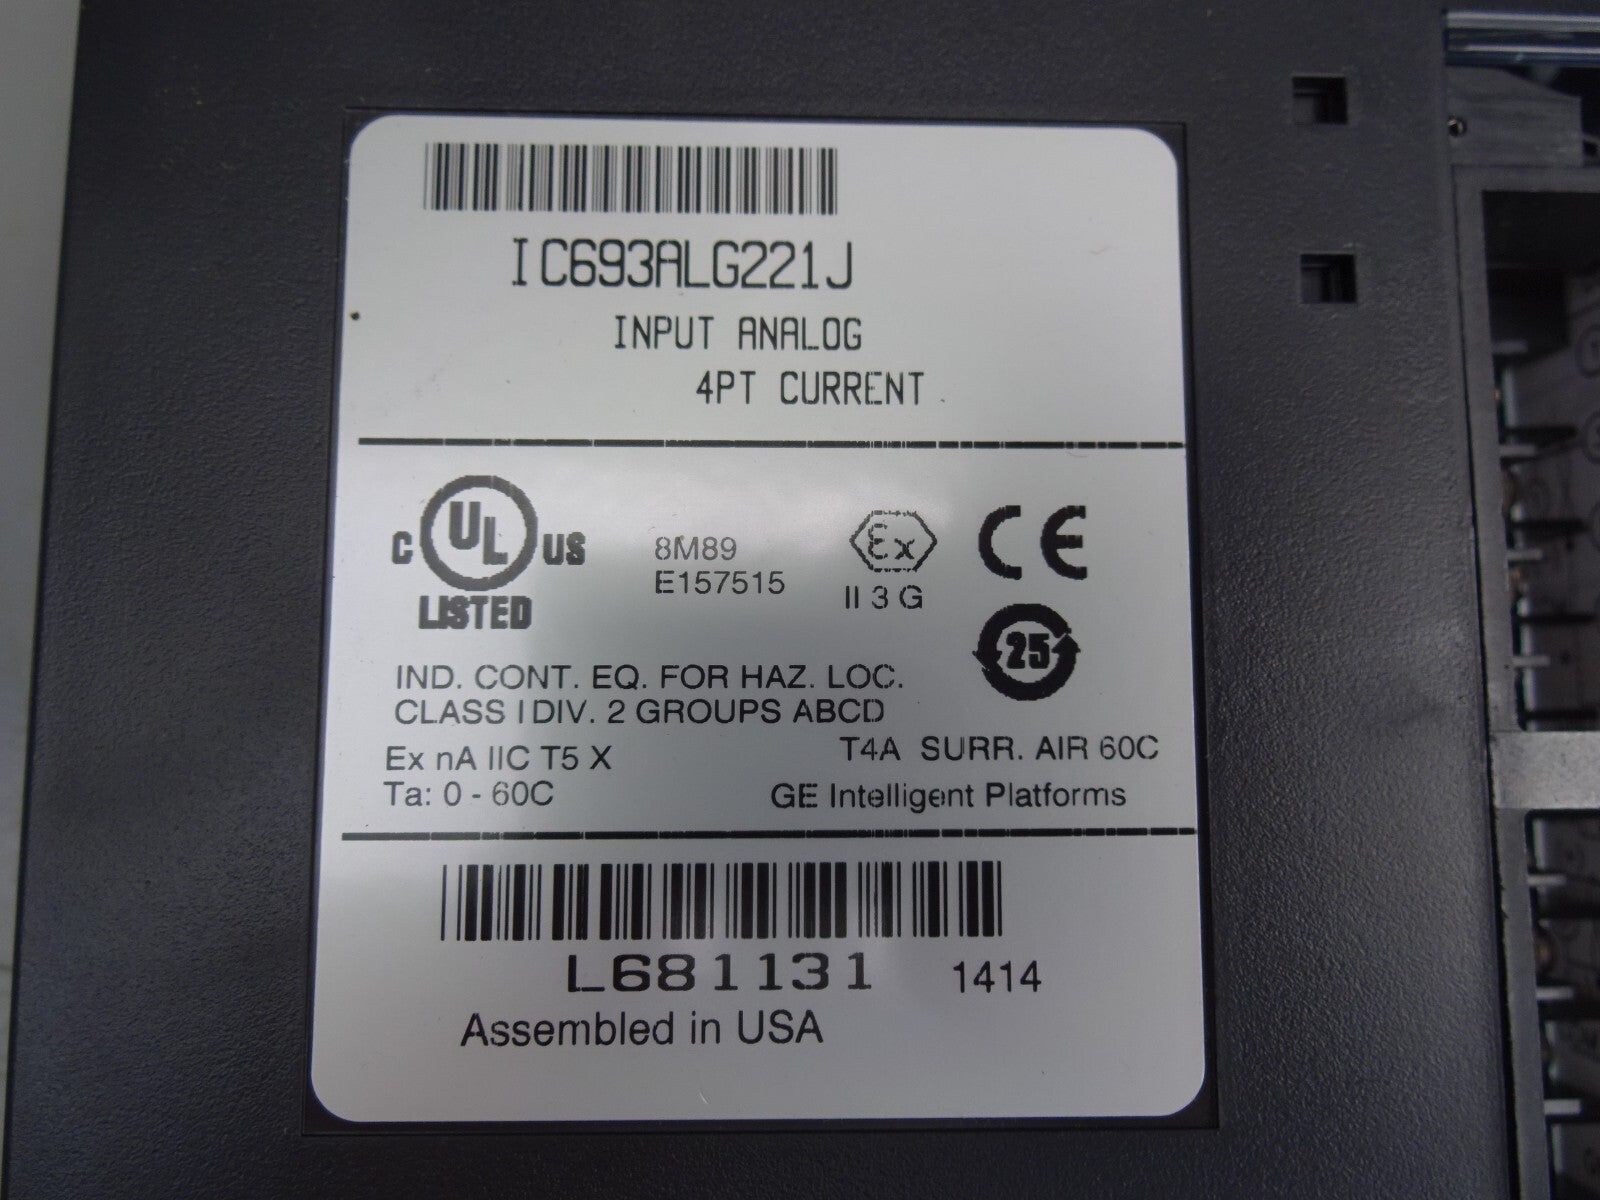 IC693ALG221J
INPUT ANALOG
4PT CURRENT
C UL US
LISTED
8M89
E157515
Ex
II 3 G
CE
25
IND. CONT. EQ. FOR HAZ. LOC.
CLASS I DIV. 2 GROUPS ABCD
Ex nA IIC T5 X
Ta: 0 - 60C
T4A SURR. AIR 60C
GE Intelligent Platforms
L681131 1414
Assembled in USA